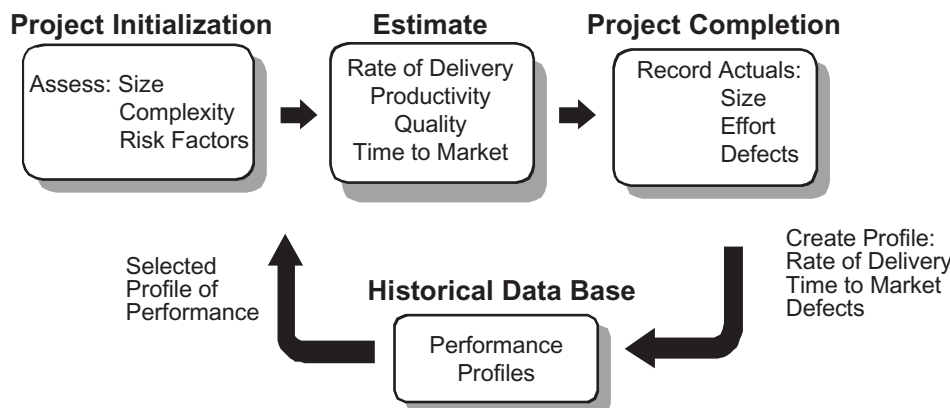 Project Initialization
Assess: Size
Complexity
Risk Factors
Estimate
Rate of Delivery
Productivity
Quality
Time to Market
Project Completion
Record Actuals:
Size
Effort
Defects
Create Profile:
Rate of Delivery
Time to Market
Defects
Historical Data Base
Performance
Profiles
Selected
Profile of
Performance